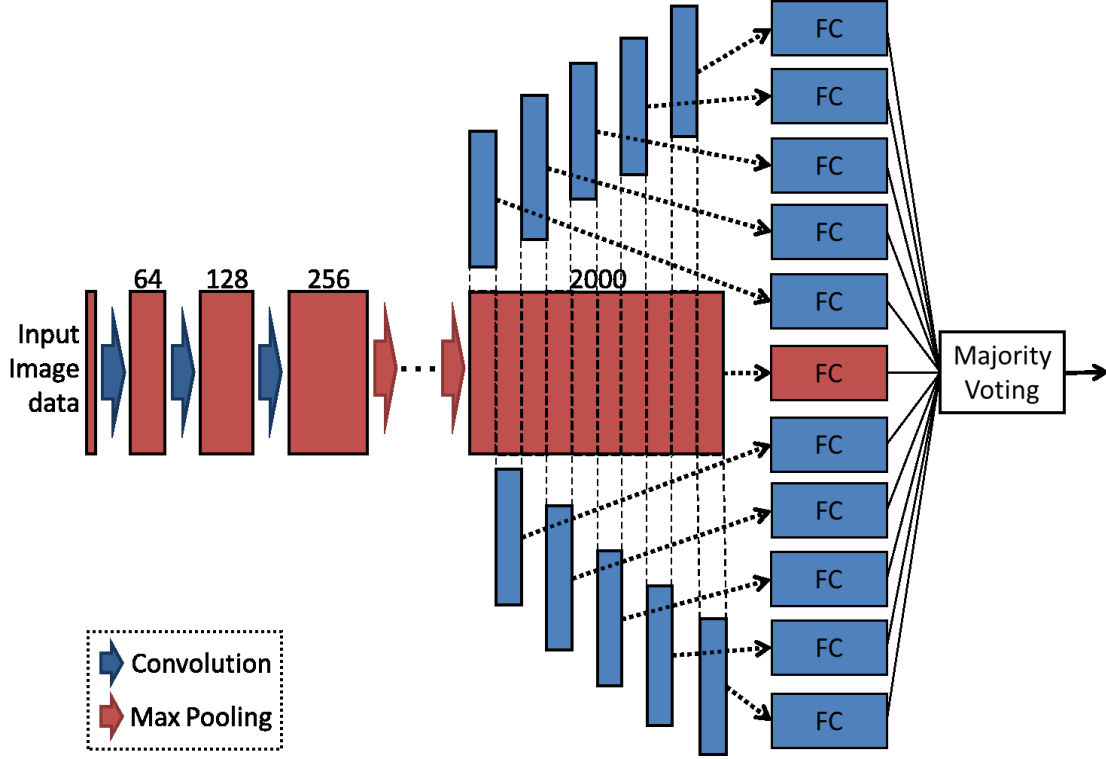 FC
FC
FC
FC
FC
64 128 256 2000
Input
Image
data
FC
Majority
Voting
FC
FC
FC
FC
FC
Convolution
Max Pooling